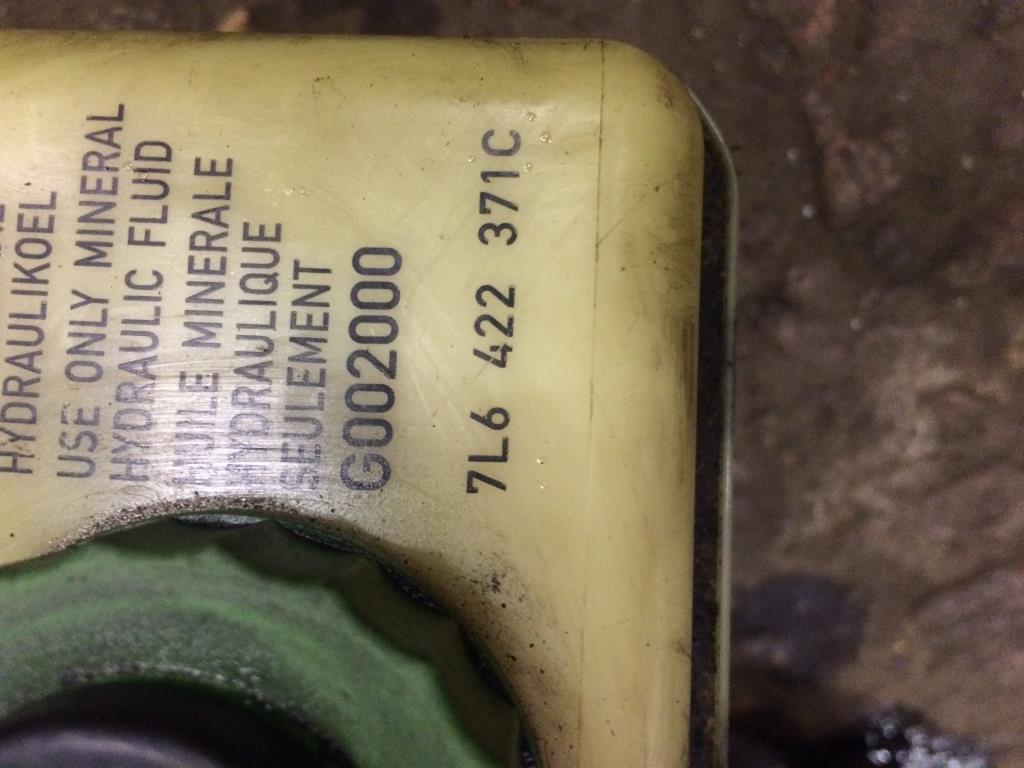 HYDRAULIKOEL
USE ONLY MINERAL
HYDRAULIC FLUID
HUILE MINERALE
HYDRAULIQUE
SEULEMENT
G002000
7L6 422 371C